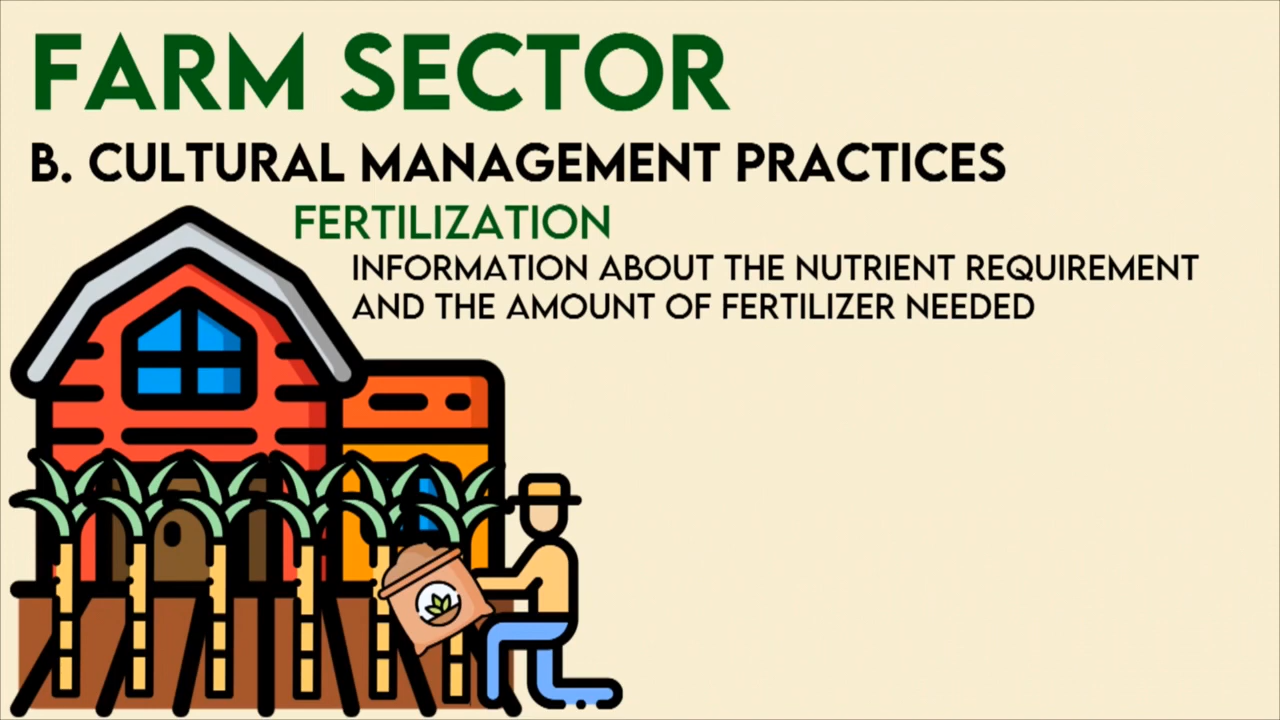 FARM SECTOR
B. CULTURAL MANAGEMENT PRACTICES
FERTILIZATION
INFORMATION ABOUT THE NUTRIENT REQUIREMENT
AND THE AMOUNT OF FERTILIZER NEEDED